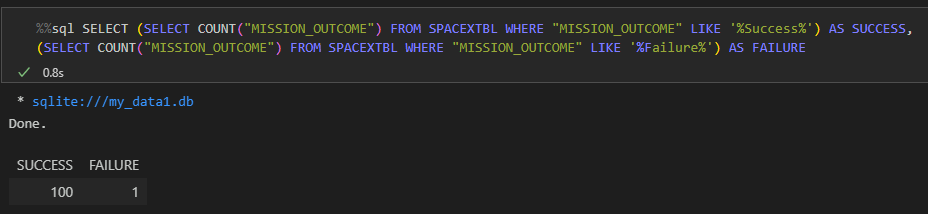 %%sql SELECT (SELECT COUNT("MISSION_OUTCOME") FROM SPACEXTBL WHERE "MISSION_OUTCOME" LIKE '%Success%') AS SUCCESS,
(SELECT COUNT("MISSION_OUTCOME") FROM SPACEXTBL WHERE "MISSION_OUTCOME" LIKE '%Failure%') AS FAILURE
✓ 0.8s
* sqlite:///my_data1.db
Done.
SUCCESS FAILURE
100 1